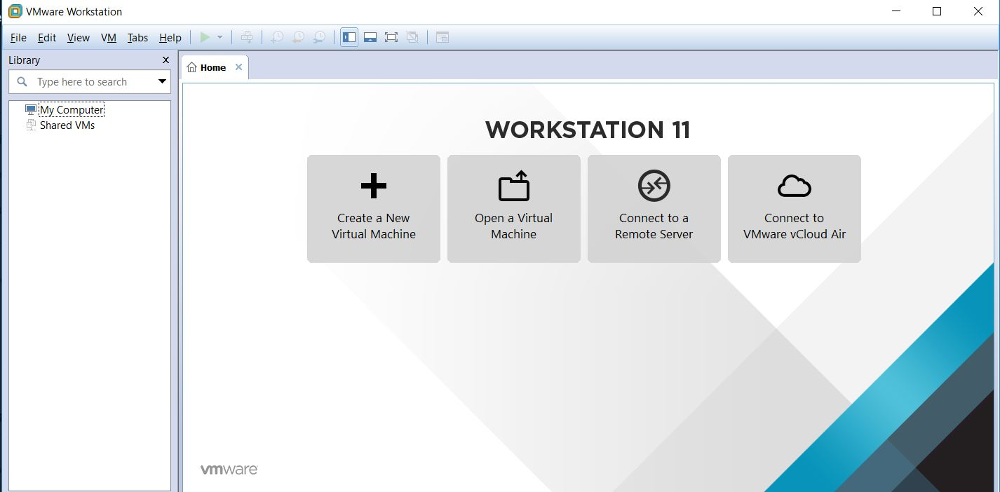 VMware Workstation
File Edit View VM Tabs Help
Library
Type here to search
My Computer
Shared VMs
Home
WORKSTATION 11
Create a New
Virtual Machine
Open a Virtual
Machine
Connect to a
Remote Server
Connect to
VMware vCloud Air
vmware